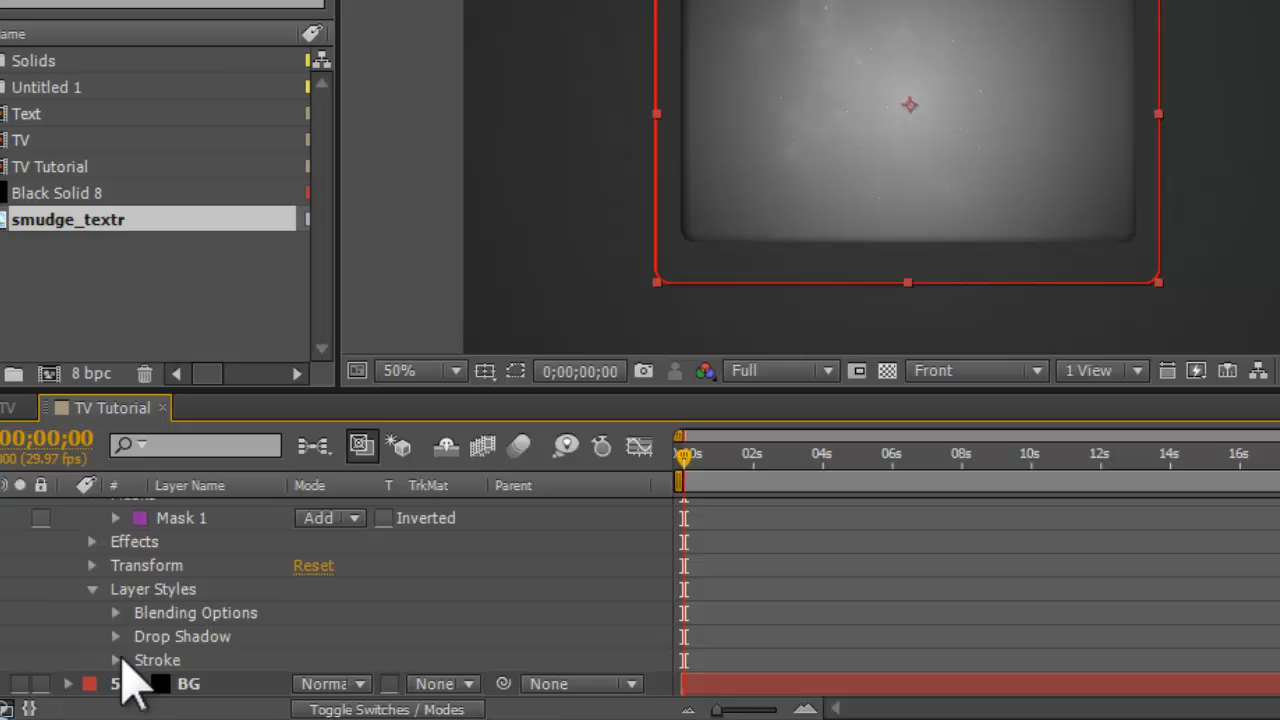 ame
Solids
Untitled 1
Text
TV
TV Tutorial
Black Solid 8
smudge_textr
8 bpc
50%
0;00;00;00
Full
Front
1 View
TV
TV Tutorial ×
00;00;00
000 (29.97 fps)
:00s 02s 04s 06s 08s 10s 12s 14s 16s
# Layer Name Mode T TrkMat Parent
Mask 1 Add Inverted
Effects
Transform Reset
Layer Styles
Blending Options
Drop Shadow
Stroke
5 BG Norma None None
Toggle Switches / Modes